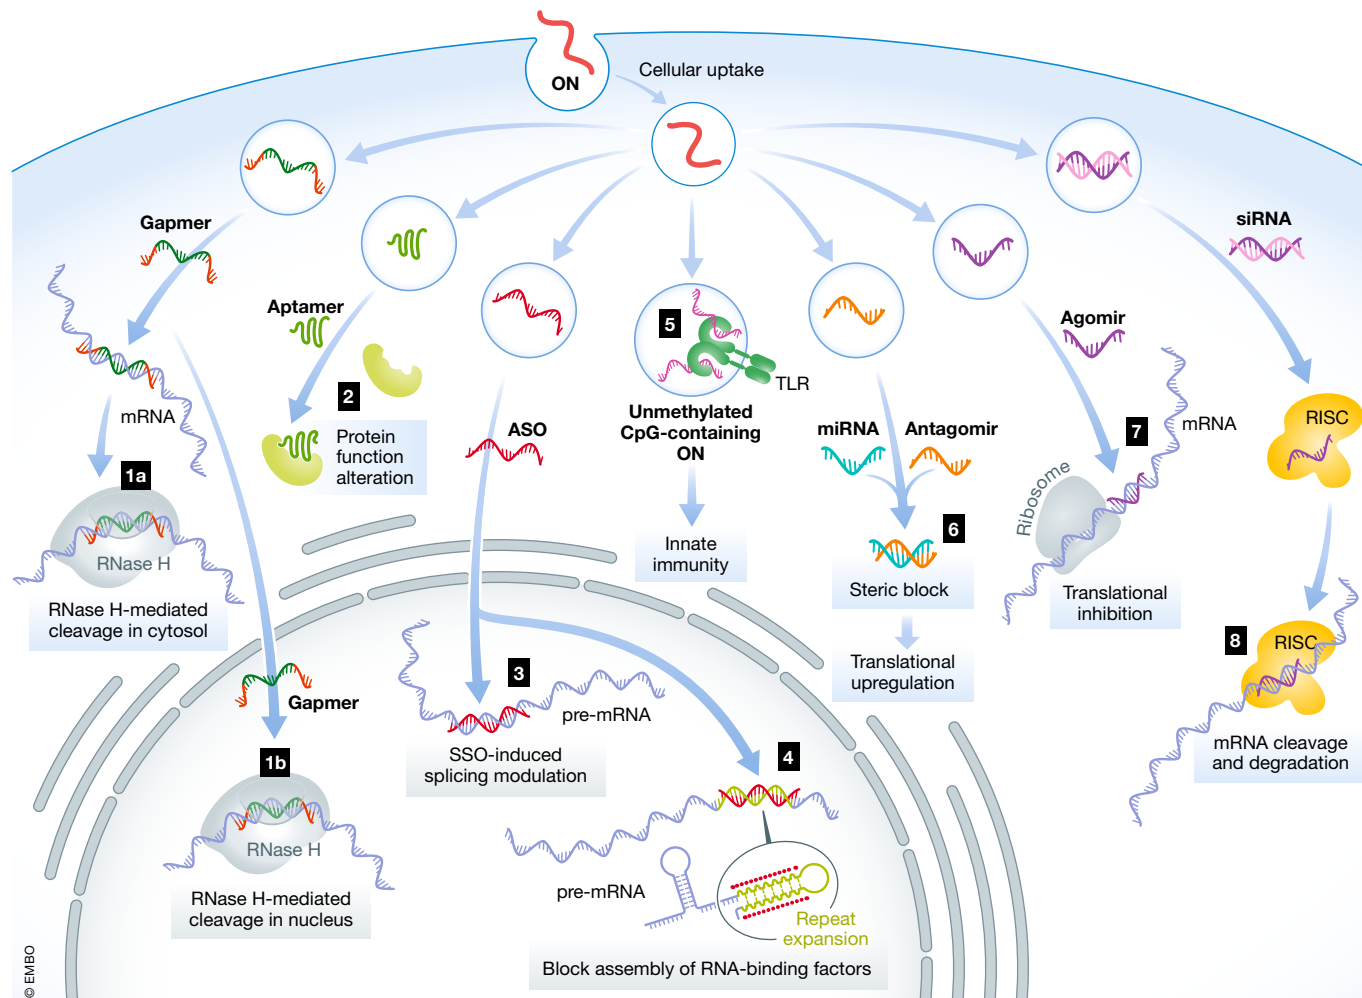 ON
Cellular uptake
Gapmer
siRNA
Aptamer
Agomir
5
TLR
mRNA
2
Protein
function
alteration
ASO
Unmethylated
CpG-containing
ON
miRNA
Antagomir
7
mRNA
RISC
1a
RNase H
RNase H-mediated
cleavage in cytosol
Innate
immunity
6
Steric block
Ribosome
Translational
inhibition
Translational
upregulation
8
RISC
mRNA cleavage
and degradation
Gapmer
3
pre-mRNA
SSO-induced
splicing modulation
1b
RNase H
RNase H-mediated
cleavage in nucleus
4
pre-mRNA
Repeat
expansion
Block assembly of RNA-binding factors
© EMBO